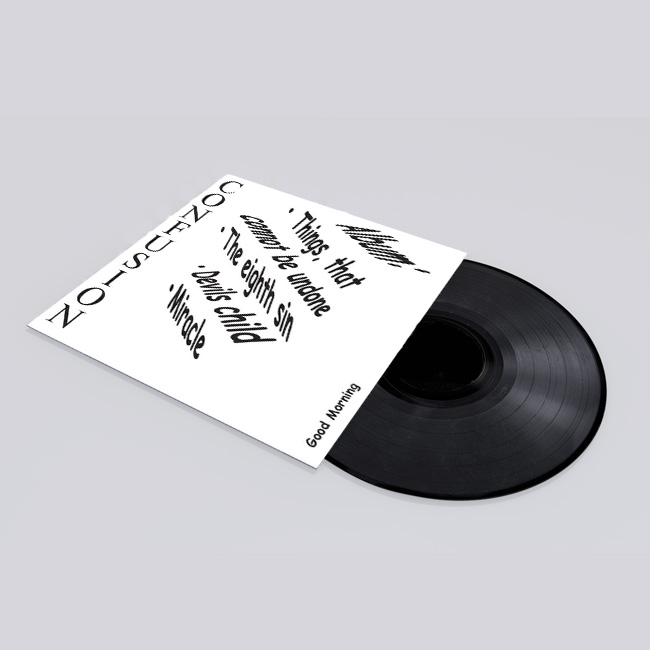 CONFUSION
Album:
· Things, that
cannot be undone
· The eighth sin
· Devils child
· Miracle
Good Morning